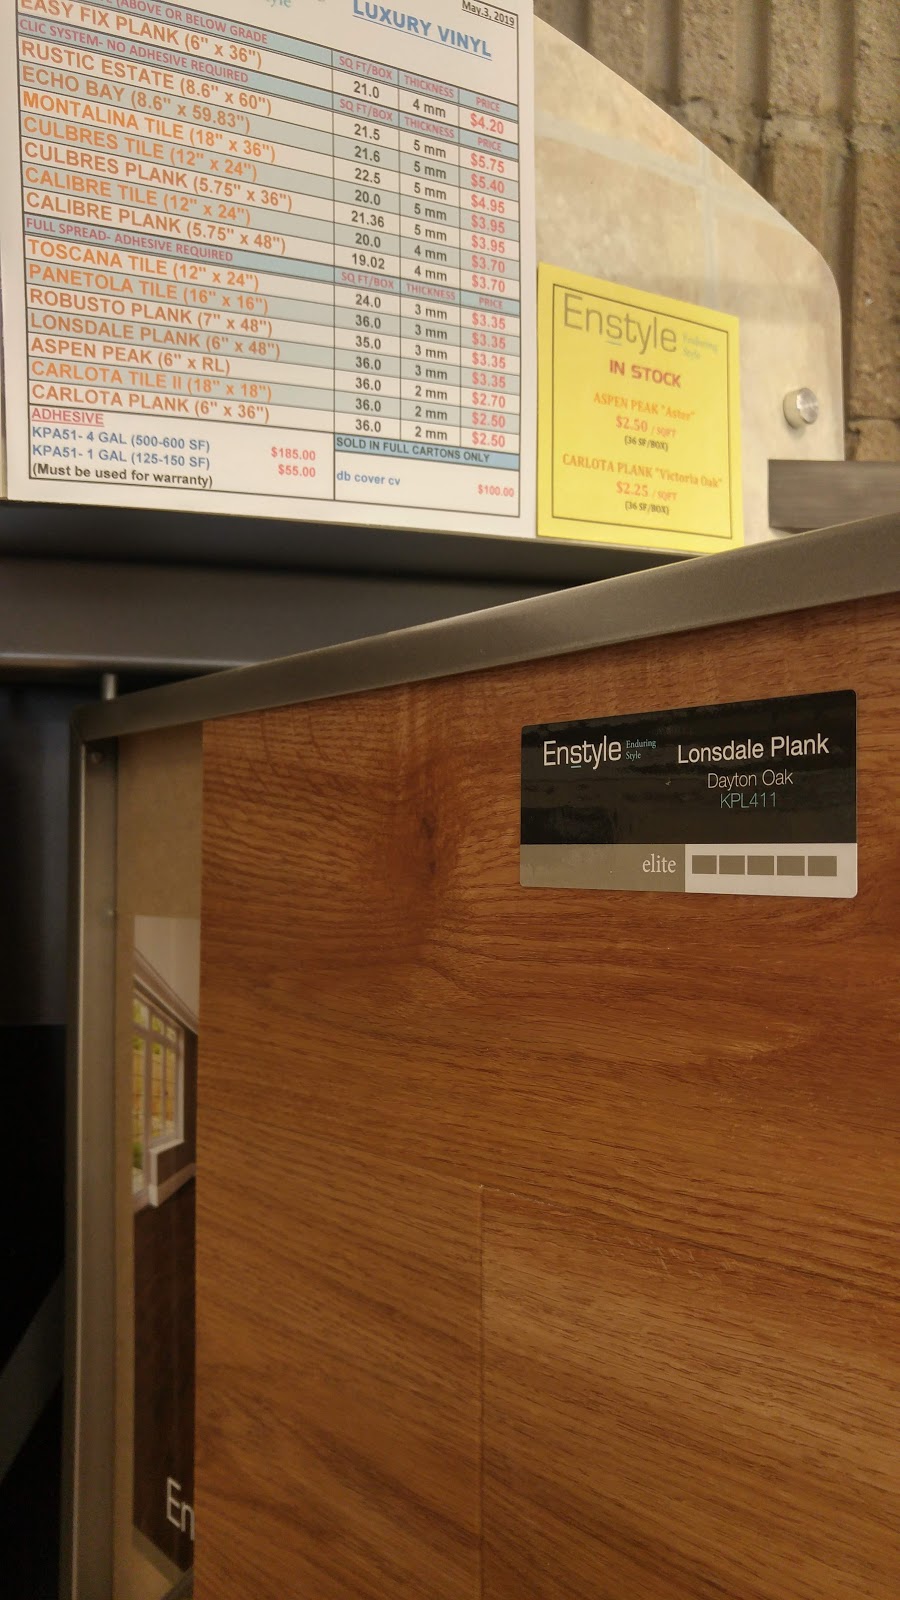 May.3, 2019
LUXURY VINYL
(ABOVE OR BELOW GRADE SQ FT/BOX THICKNESS PRICE
EASY FIX PLANK (6" x 36") 21.0 4 mm $4.20
CLIC SYSTEM- NO ADHESIVE REQUIRED SQ FT/BOX THICKNESS PRICE
RUSTIC ESTATE (8.6" x 60") 21.5 5 mm $5.75
ECHO BAY (8.6" x 59.83") 21.6 5 mm $5.40
MONTALINA TILE (18" x 36") 22.5 5 mm $4.95
CULBRES TILE (12" x 24") 20.0 5 mm $3.95
CULBRES PLANK (5.75" x 36") 21.36 5 mm $3.95
CALIBRE TILE (12" x 24") 20.0 4 mm $3.70
CALIBRE PLANK (5.75" x 48") 19.02 4 mm $3.70
FULL SPREAD- ADHESIVE REQUIRED SQ FT/BOX THICKNESS PRICE
TOSCANA TILE (12" x 24") 24.0 3 mm $3.35
PANETOLA TILE (16" x 16") 36.0 3 mm $3.35
ROBUSTO PLANK (7" x 48") 35.0 3 mm $3.35
LONSDALE PLANK (6" x 48") 36.0 3 mm $3.35
ASPEN PEAK (6" x RL) 36.0 2 mm $2.70
CARLOTA TILE II (18" x 18") 36.0 2 mm $2.50
CARLOTA PLANK (6" x 36") 36.0 2 mm $2.50
ADHESIVE SOLD IN FULL CARTONS ONLY
KPA51- 4 GAL (500-600 SF) $185.00
KPA51- 1 GAL (125-150 SF) $55.00
(Must be used for warranty)
db cover cv $100.00
Enstyle Enduring Style
IN STOCK
ASPEN PEAK "Aster"
$2.50 / SQFT
(36 SF/BOX)
CARLOTA PLANK "Victoria Oak"
$2.25 / SQFT
(36 SF/BOX)
Enstyle Enduring Style
Lonsdale Plank
Dayton Oak
KPL411
elite
En